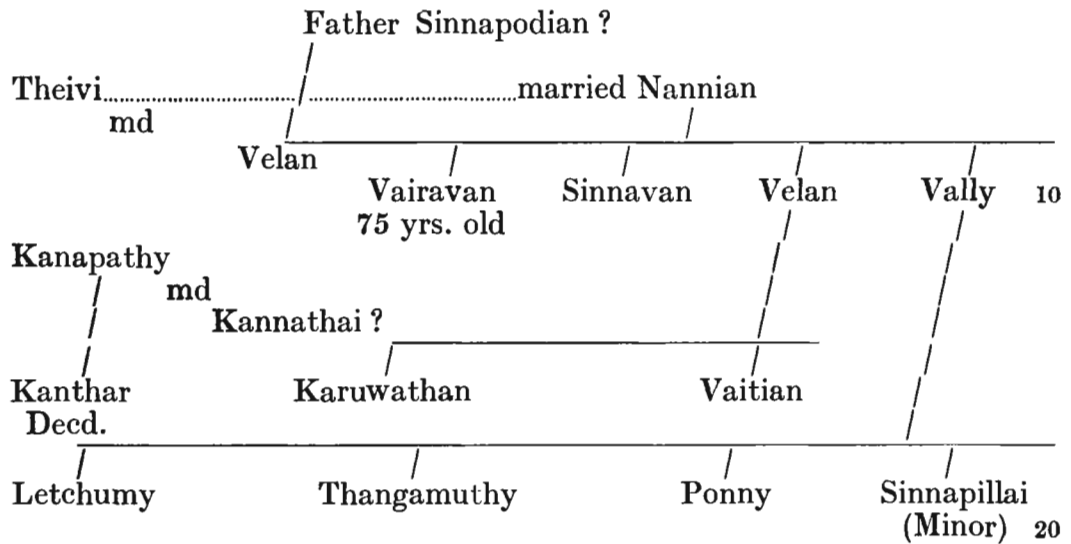 Father Sinnapodian ?
Theivi................................ ....................................married Nannian
md
Velan
Vairavan Sinnavan Velan Vally 10
75 yrs. old
Kanapathy
md
Kannathai ?
Kanthar Karuwathan Vaitian
Decd.
Letchumy Thangamuthy Ponny Sinnapillai
(Minor) 20